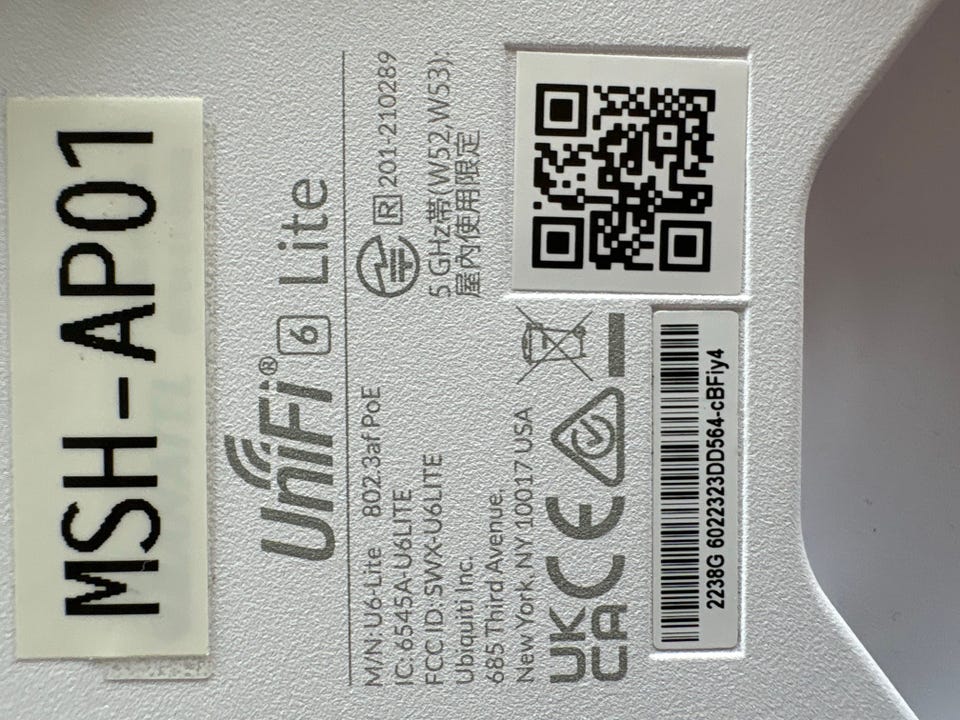 MSH-AP01
UniFi® 6 Lite
M/N: U6-Lite 802.3af PoE
IC: 6545A-U6LITE
FCC ID: SWX-U6LITE
Ubiquiti Inc.
685 Third Avenue,
New York, NY 10017 USA
R 201-210289
5 GHz帯(W52 W53):
屋内使用限定
UK
CA
CE
2238G 6022323DD564-cBFiy4